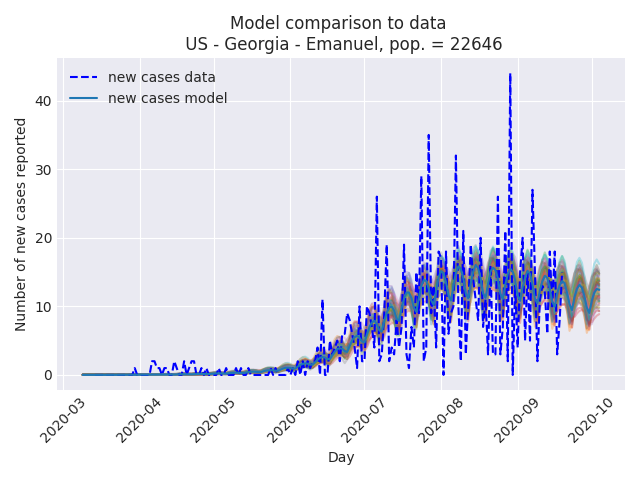 Model comparison to data
US - Georgia - Emanuel, pop. = 22646
new cases data
new cases model
Number of new cases reported
40
30
20
10
0
2020-03
2020-04
2020-05
2020-06
2020-07
2020-08
2020-09
2020-10
Day